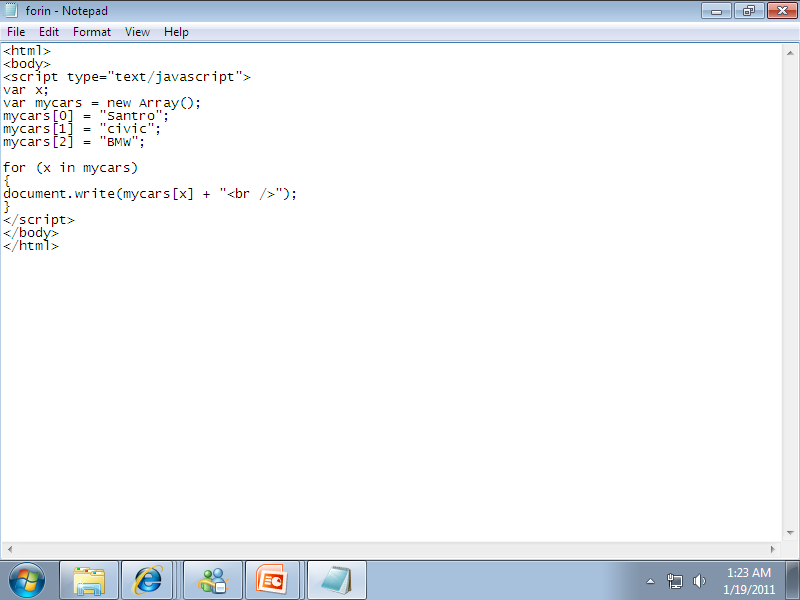 forin - Notepad
File Edit Format View Help
<html>
<body>
<script type="text/javascript">
var x;
var mycars = new Array();
mycars[0] = "Santro";
mycars[1] = "civic";
mycars[2] = "BMW";
for (x in mycars)
{
document.write(mycars[x] + "<br />");
}
</script>
</body>
</html>
1:23 AM
1/19/2011